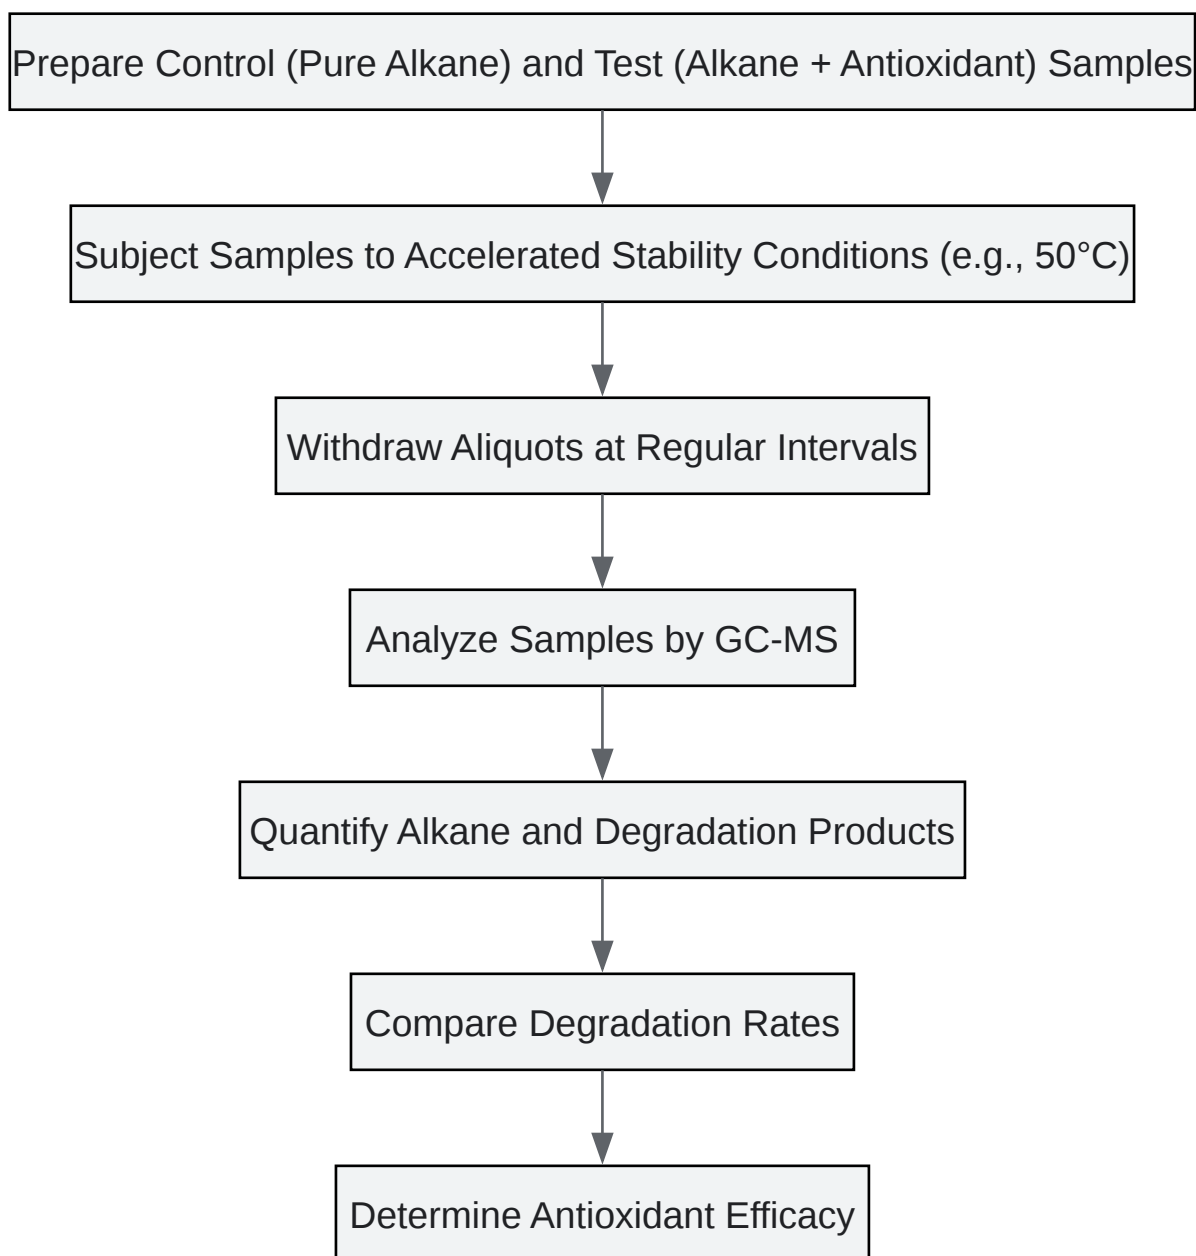 Prepare Control (Pure Alkane) and Test (Alkane + Antioxidant) Samples
Subject Samples to Accelerated Stability Conditions (e.g., 50°C)
Withdraw Aliquots at Regular Intervals
Analyze Samples by GC-MS
Quantify Alkane and Degradation Products
Compare Degradation Rates
Determine Antioxidant Efficacy